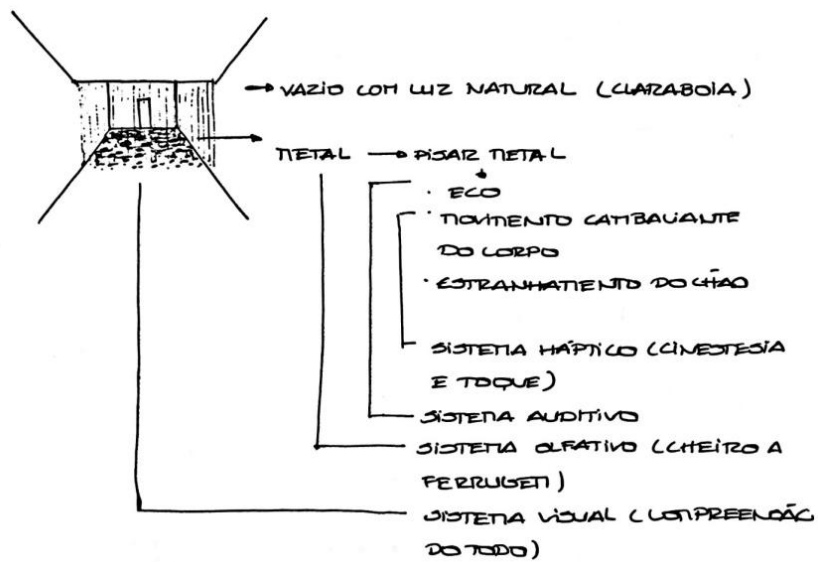 → VAZIO COM LUZ NATURAL (CLARABOIA)
→ METAL → PISAR METAL
· ECO
· MOVIMENTO CAMBALIANTE
DO CORPO
· ESTRANHAMENTO DO CHÃO
SISTEMA HÁPTICO (CINESTESIA
E TOQUE)
SISTEMA AUDITIVO
SISTEMA OLFATIVO (CHEIRO A
FERRUGEM)
SISTEMA VISUAL (COMPREENSÃO
DO TODO)